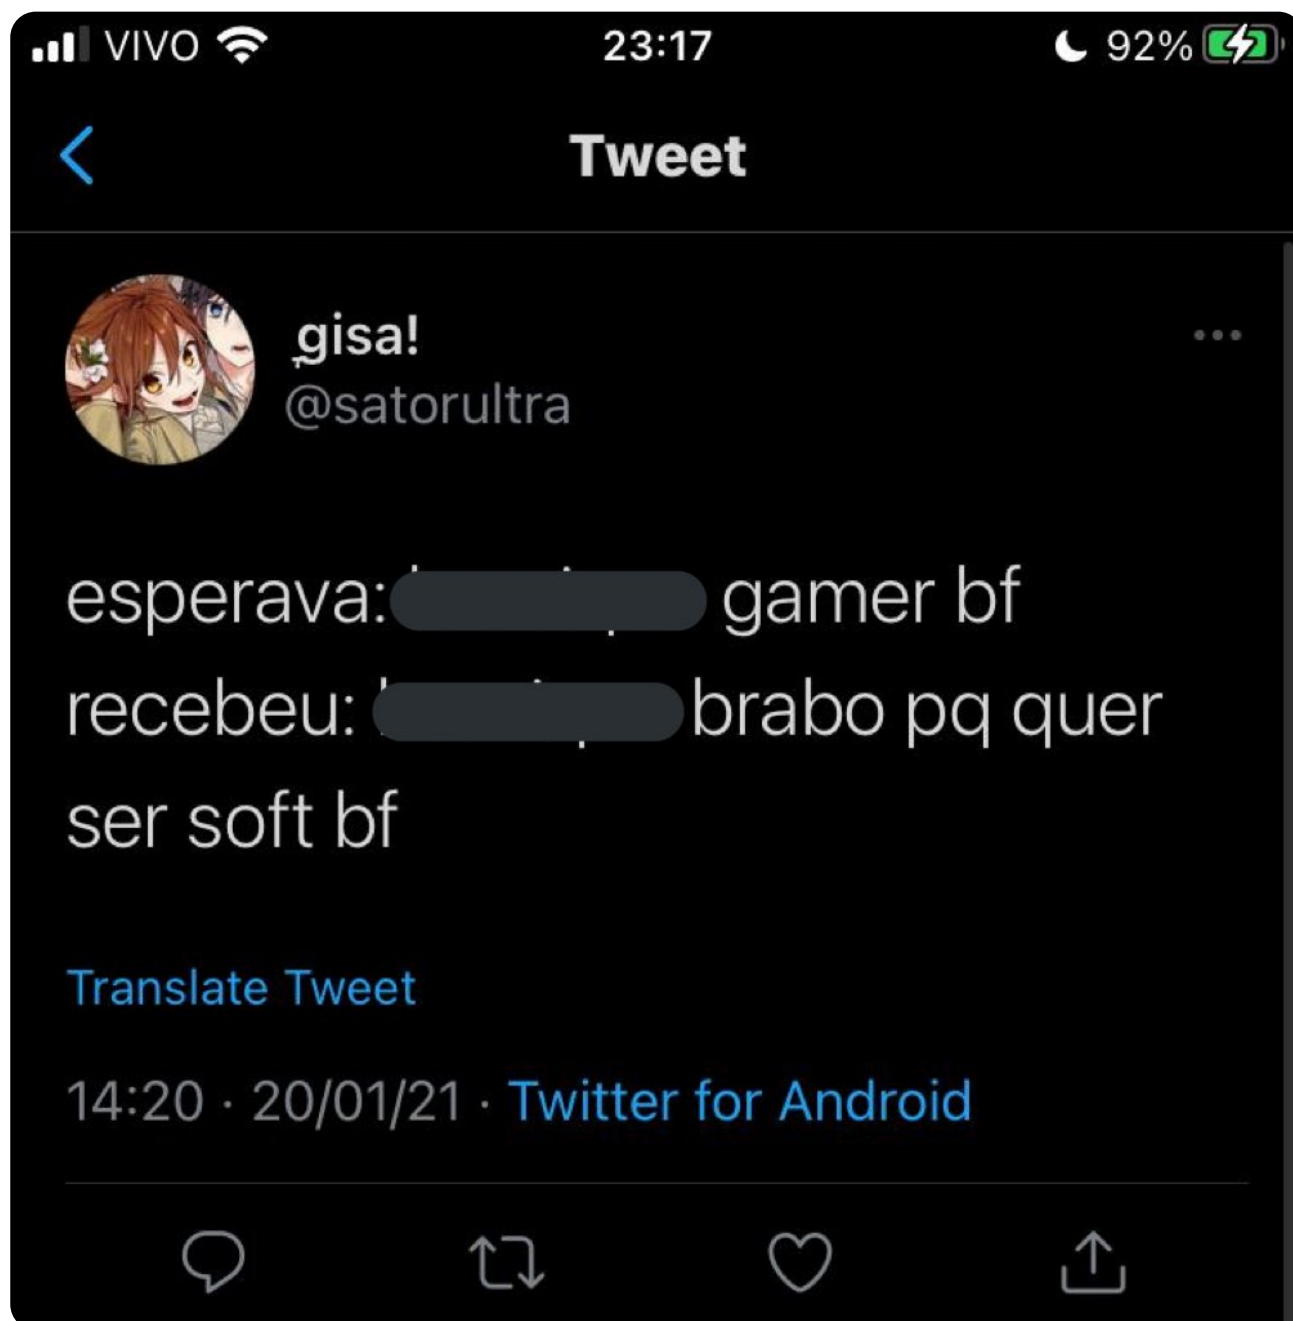 VIVO 23:17 92%
Tweet
gisa!
@satorultra
esperava: gamer bf
recebeu: brabo pq quer
ser soft bf
Translate Tweet
14:20 · 20/01/21 · Twitter for Android